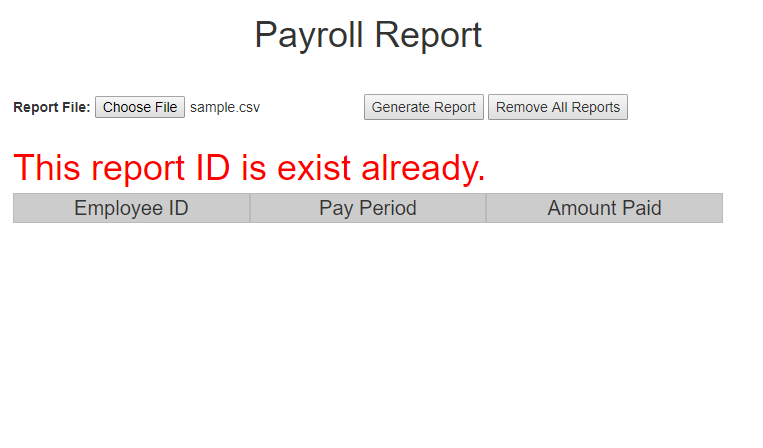 Payroll Report
Report File: Choose File sample.csv Generate Report Remove All Reports
This report ID is exist already.
Employee ID Pay Period Amount Paid